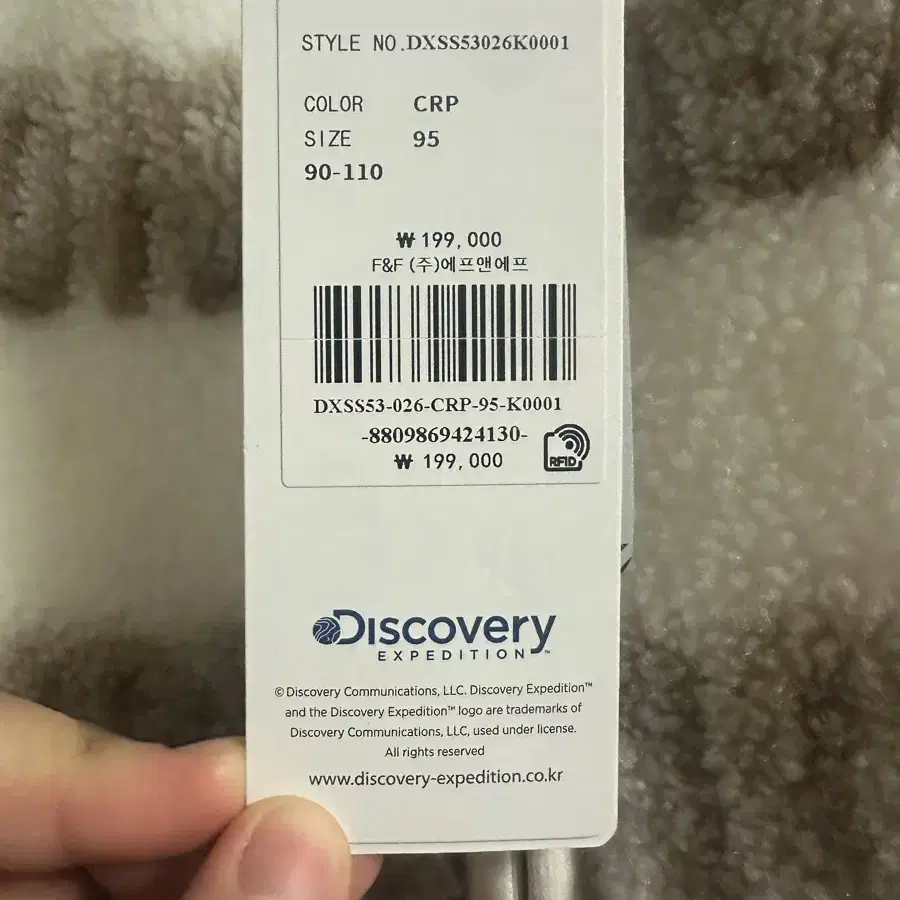 STYLE NO.DXSS53026K0001
COLOR CRP
SIZE 95
90-110
₩ 199,000
F&F (주)에프앤에프
DXSS53-026-CRP-95-K0001
-8809869424130-
₩ 199,000
RFID
Discovery
EXPEDITION™
© Discovery Communications, LLC. Discovery Expedition™
and the Discovery Expedition™ logo are trademarks of
Discovery Communications, LLC, used under license.
All rights reserved
www.discovery-expedition.co.kr